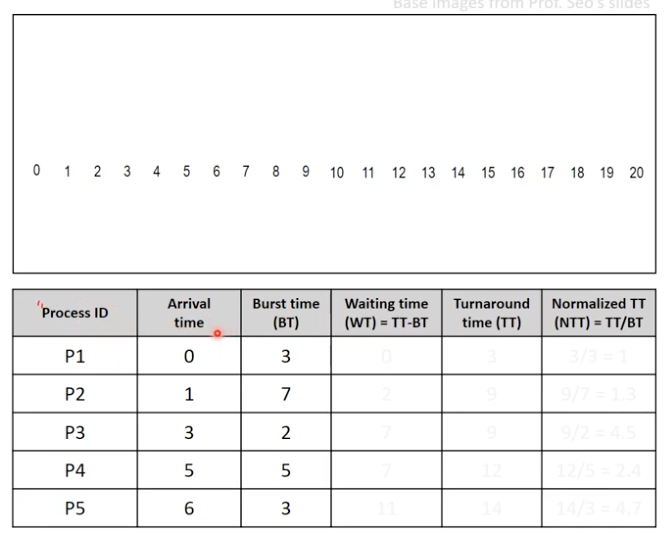 Base images from Prof. Seo's slides
0 1 2 3 4 5 6 7 8 9 10 11 12 13 14 15 16 17 18 19 20
Process ID Arrival time Burst time (BT) Waiting time (WT) = TT-BT Turnaround time (TT) Normalized TT (NTT) = TT/BT
P1 0 3 0 3 3/3 = 1
P2 1 7 2 9 9/7 = 1.3
P3 3 2 7 9 9/2 = 4.5
P4 5 5 7 12 12/5 = 2.4
P5 6 3 11 14 14/3 = 4.7